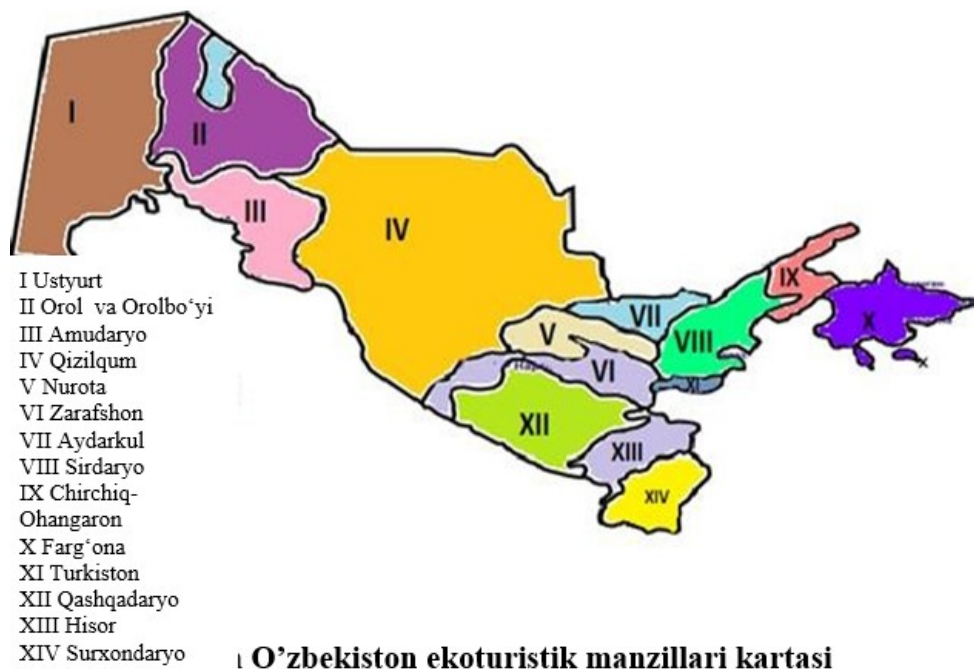 I
II
III
IV
V
VI
VII
VIII
IX
X
X
XI
XII
XIII
XIV
I Ustyurt
II Orol va Orolbo‘yi
III Amudaryo
IV Qizilqum
V Nurota
VI Zarafshon
VII Aydarkul
VIII Sirdaryo
IX Chirchiq-
Ohangaron
X Farg‘ona
XI Turkiston
XII Qashqadaryo
XIII Hisor
XIV Surxondaryo
O’zbekiston ekoturistik manzillari kartasi